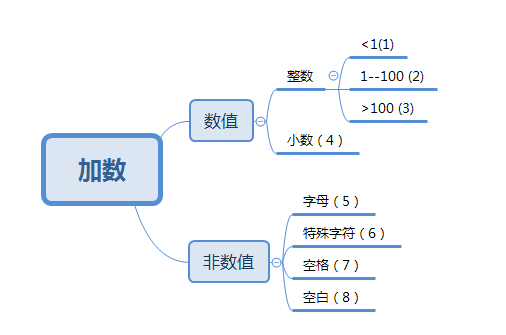 加数
数值
整数
<1(1)
1--100 (2)
>100 (3)
小数（4 ）
非数值
字母（5 ）
特殊字符（6 ）
空格（7 ）
空白（8 ）